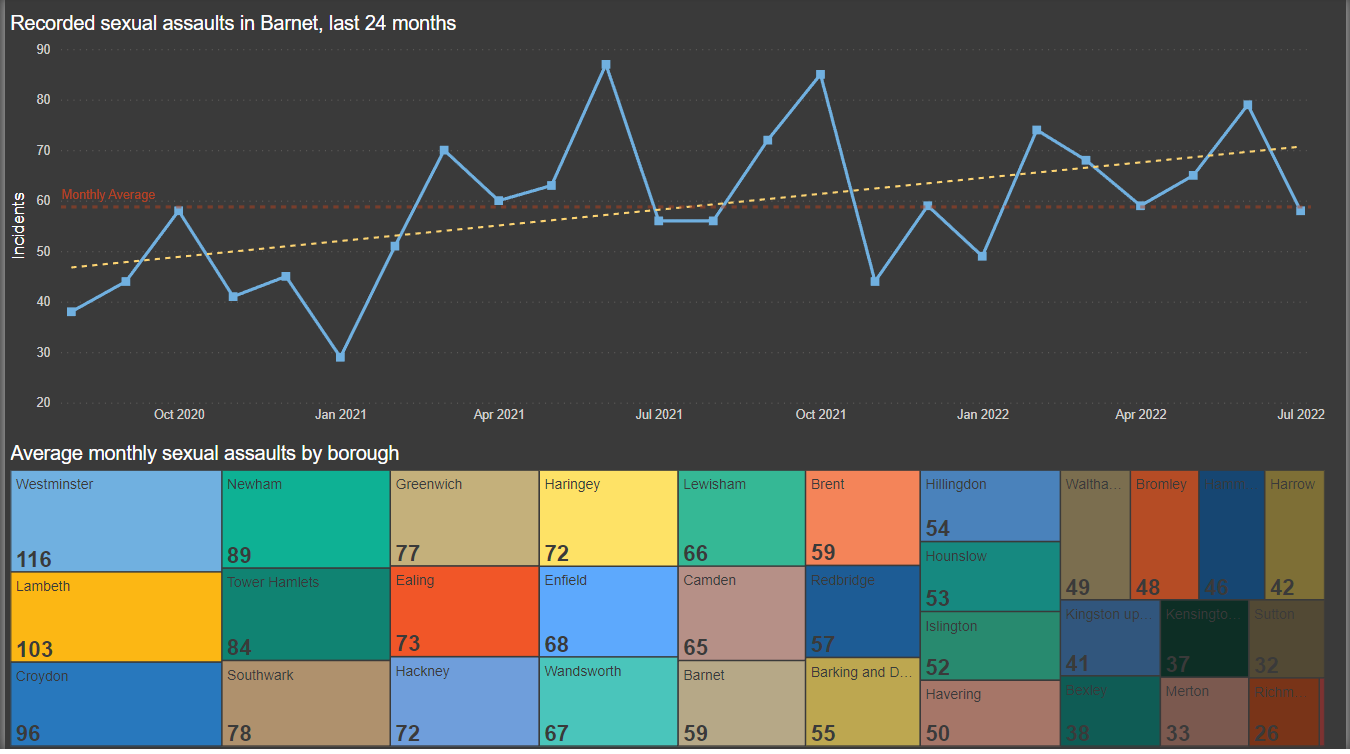 Recorded sexual assaults in Barnet, last 24 months
90
80
70
60
50
40
30
20
Incidents
Monthly Average
Oct 2020
Jan 2021
Apr 2021
Jul 2021
Oct 2021
Jan 2022
Apr 2022
Jul 2022
Average monthly sexual assaults by borough
Westminster
116
Lambeth
103
Croydon
96
Newham
89
Tower Hamlets
84
Southwark
78
Greenwich
77
Ealing
73
Hackney
72
Haringey
72
Enfield
68
Wandsworth
67
Lewisham
66
Camden
65
Barnet
59
Brent
59
Redbridge
57
Barking and D...
55
Hillingdon
54
Hounslow
53
Islington
52
Havering
50
Waltha...
49
Bromley
48
46
Harrow
42
Kingston up...
41
Bexley
38
Kensingto...
37
Merton
33
Sutton
32
Richm...
26